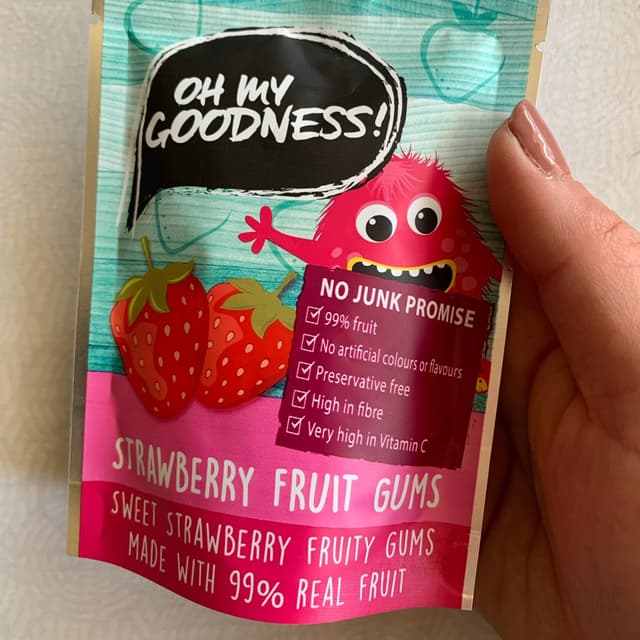 OH MY
GOODNESS!
NO JUNK PROMISE
99% fruit
No artificial colours or flavours
Preservative free
High in fibre
Very high in Vitamin C
STRAWBERRY FRUIT GUMS
SWEET STRAWBERRY FRUITY GUMS
MADE WITH 99% REAL FRUIT